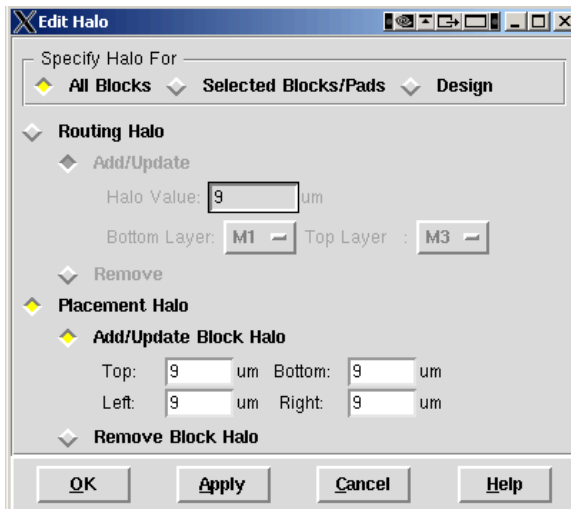 Edit Halo
Specify Halo For
All Blocks Selected Blocks/Pads Design
Routing Halo
Add/Update
Halo Value: 9 um
Bottom Layer: M1 Top Layer : M3
Remove
Placement Halo
Add/Update Block Halo
Top: 9 um Bottom: 9 um
Left: 9 um Right: 9 um
Remove Block Halo
OK Apply Cancel Help